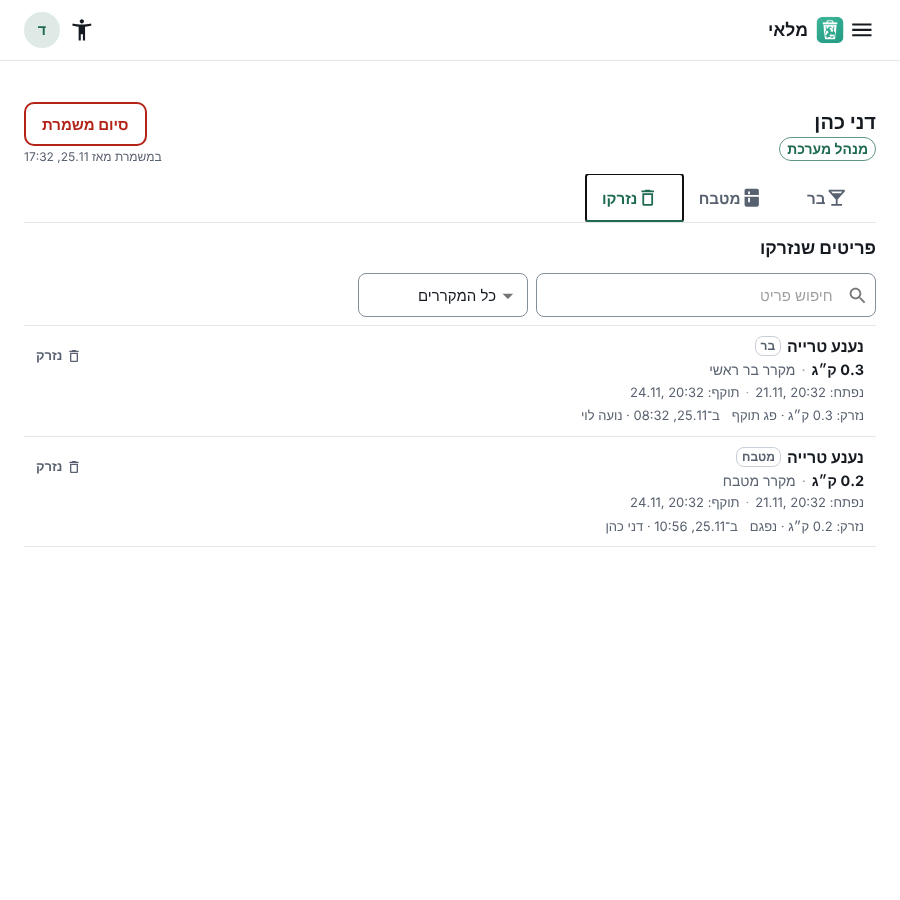 מלאי
ד
דני כהן
מנהל מערכת
סיום משמרת
במשמרת מאז 25.11, 17:32
בר
מטבח
נזרקו
פריטים שנזרקו
חיפוש פריט
כל המקררים
נענע טרייה בר
נזרק
0.3 ק״ג · מקרר בר ראשי
נפתח: 21.11, 20:32 · תוקף: 24.11, 20:32
נזרק: 0.3 ק״ג · פג תוקף ב־25.11, 08:32 · נועה לוי
נענע טרייה מטבח
נזרק
0.2 ק״ג · מקרר מטבח
נפתח: 21.11, 20:32 · תוקף: 24.11, 20:32
נזרק: 0.2 ק״ג · נפגם ב־25.11, 10:56 · דני כהן